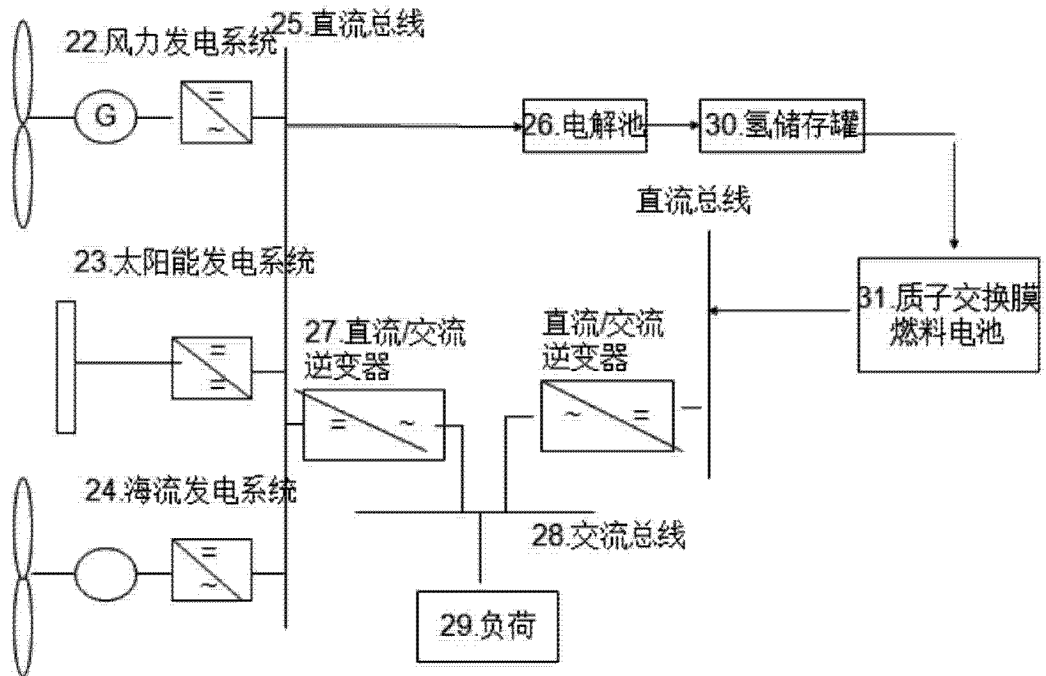 25.直流总线
22.风力发电系统
G
=
~
26.电解池
30.氢储存罐
直流总线
23.太阳能发电系统
=
=
27.直流/交流
逆变器
= ~
直流/交流
逆变器
~ =
31.质子交换膜
燃料电池
24.海流发电系统
=
~
28.交流总线
29.负荷